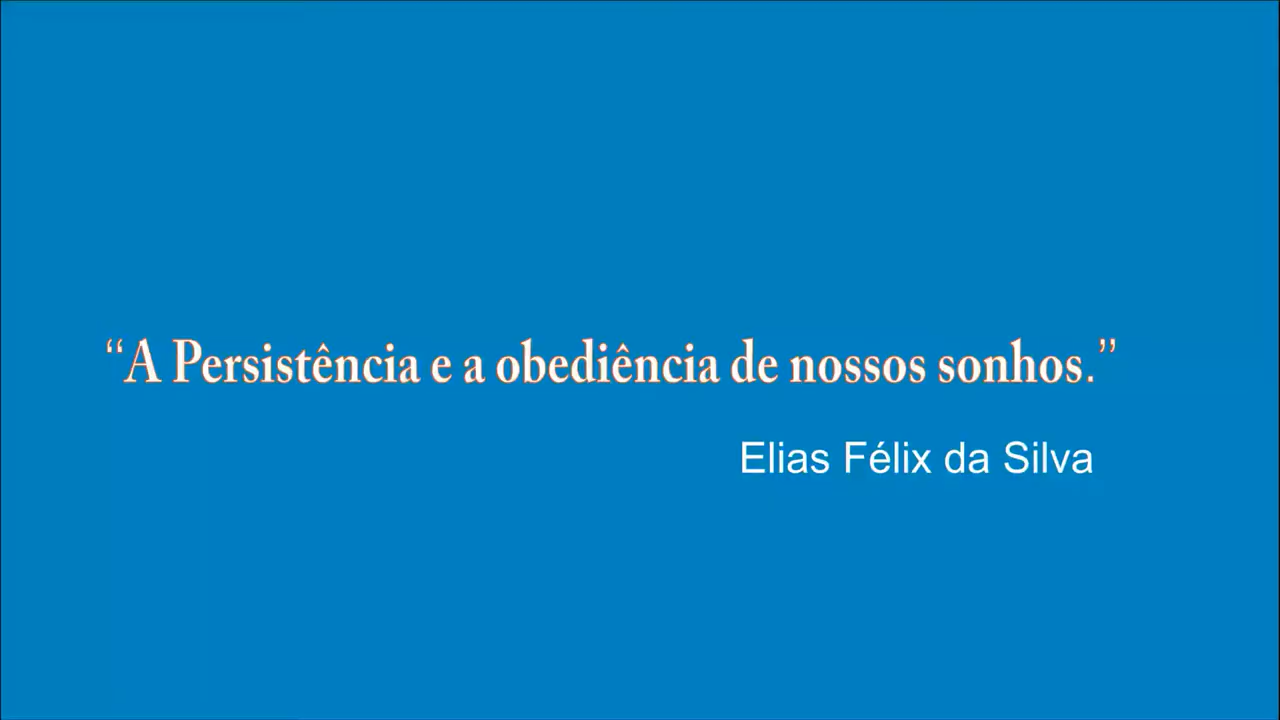 “A Persistência e a obediência de nossos sonhos.”
Elias Félix da Silva